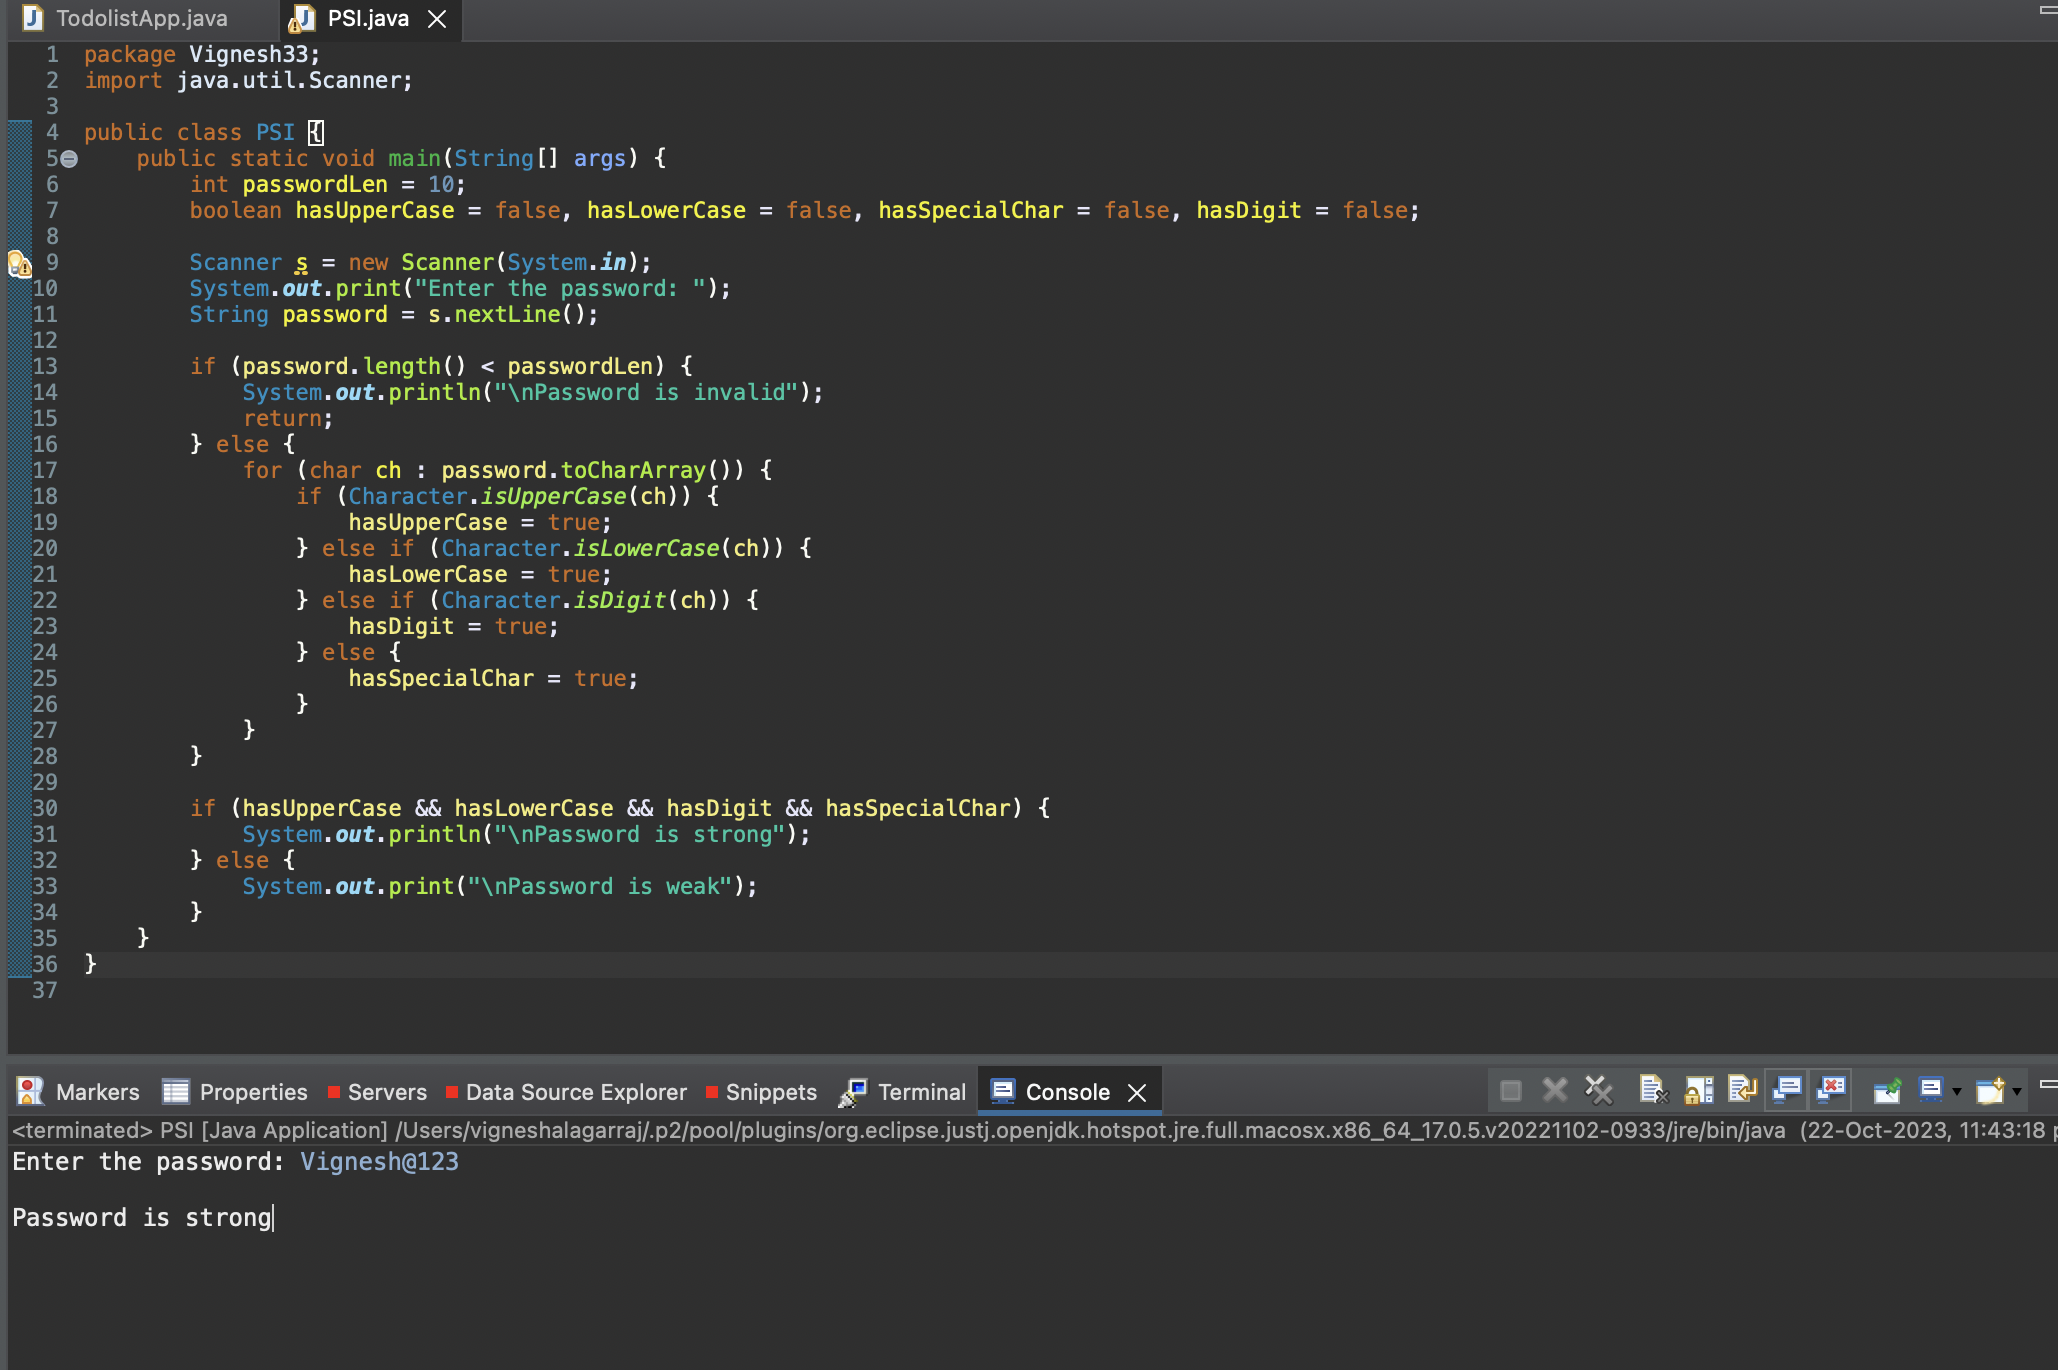 TodolistApp.java PSI.java
1 package Vignesh33;
2 import java.util.Scanner;
3
4 public class PSI {
5     public static void main(String[] args) {
6         int passwordLen = 10;
7         boolean hasUpperCase = false, hasLowerCase = false, hasSpecialChar = false, hasDigit = false;
8
9         Scanner s = new Scanner(System.in);
10         System.out.print("Enter the password: ");
11         String password = s.nextLine();
12
13         if (password.length() < passwordLen) {
14             System.out.println("\nPassword is invalid");
15             return;
16         } else {
17             for (char ch : password.toCharArray()) {
18                 if (Character.isUpperCase(ch)) {
19                     hasUpperCase = true;
20                 } else if (Character.isLowerCase(ch)) {
21                     hasLowerCase = true;
22                 } else if (Character.isDigit(ch)) {
23                     hasDigit = true;
24                 } else {
25                     hasSpecialChar = true;
26                 }
27             }
28         }
29
30         if (hasUpperCase && hasLowerCase && hasDigit && hasSpecialChar) {
31             System.out.println("\nPassword is strong");
32         } else {
33             System.out.print("\nPassword is weak");
34         }
35     }
36 }
37
Markers Properties Servers Data Source Explorer Snippets Terminal Console
<terminated> PSI [Java Application] /Users/vigneshalagarraj/.p2/pool/plugins/org.eclipse.justj.openjdk.hotspot.jre.full.macosx.x86_64_17.0.5.v20221102-0933/jre/bin/java (22-Oct-2023, 11:43:18 p
Enter the password: Vignesh@123
Password is strong